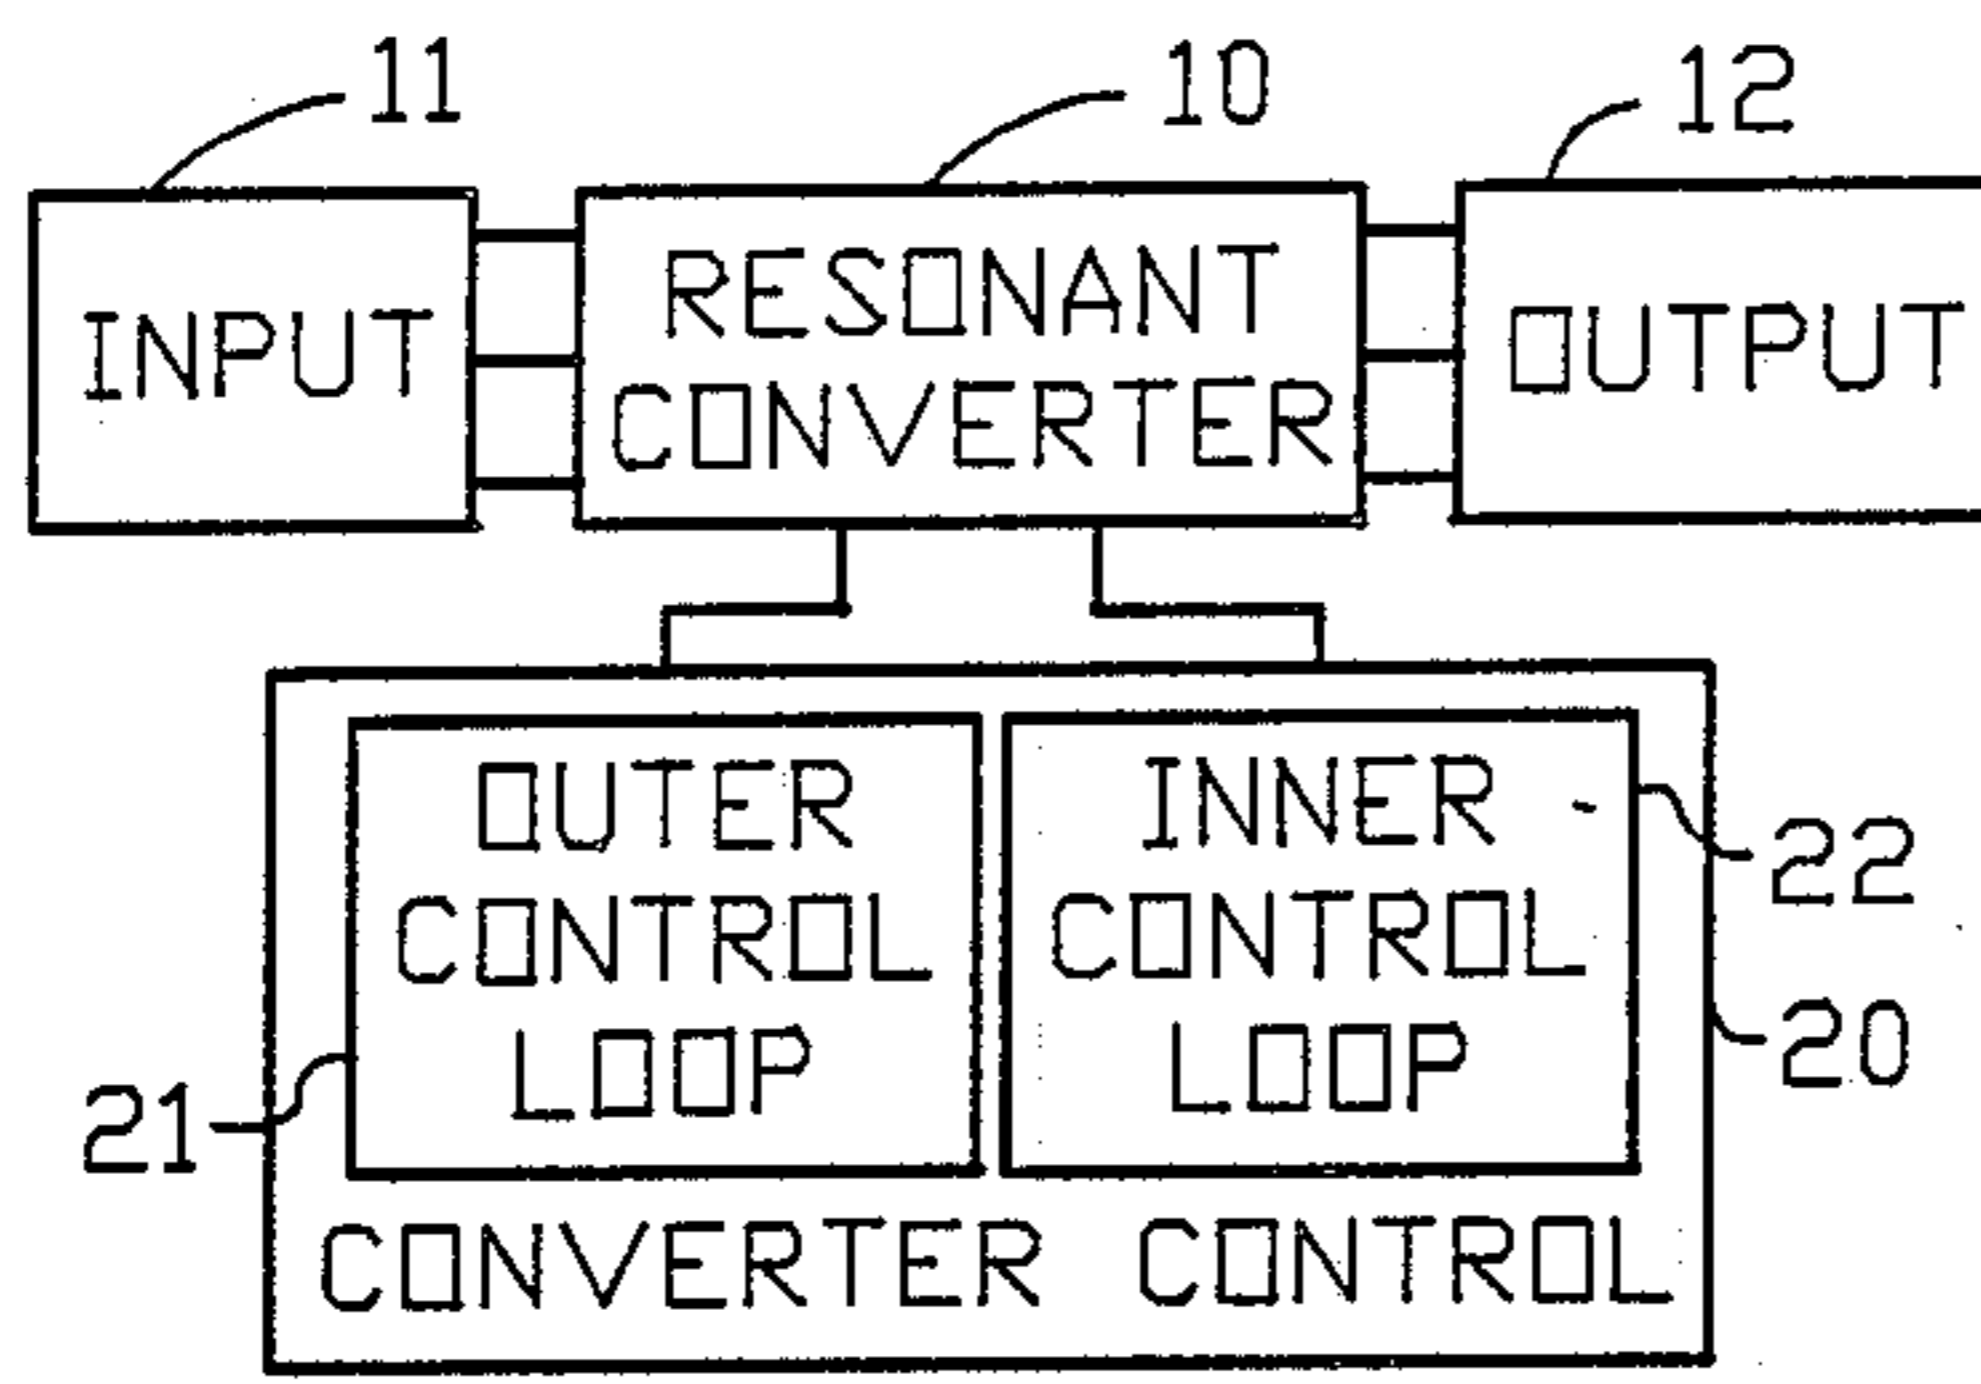 11
10
12
INPUT
RESONANT
CONVERTER
OUTPUT
OUTER
CONTROL
LOOP
INNER
CONTROL
LOOP
22
20
21
CONVERTER CONTROL